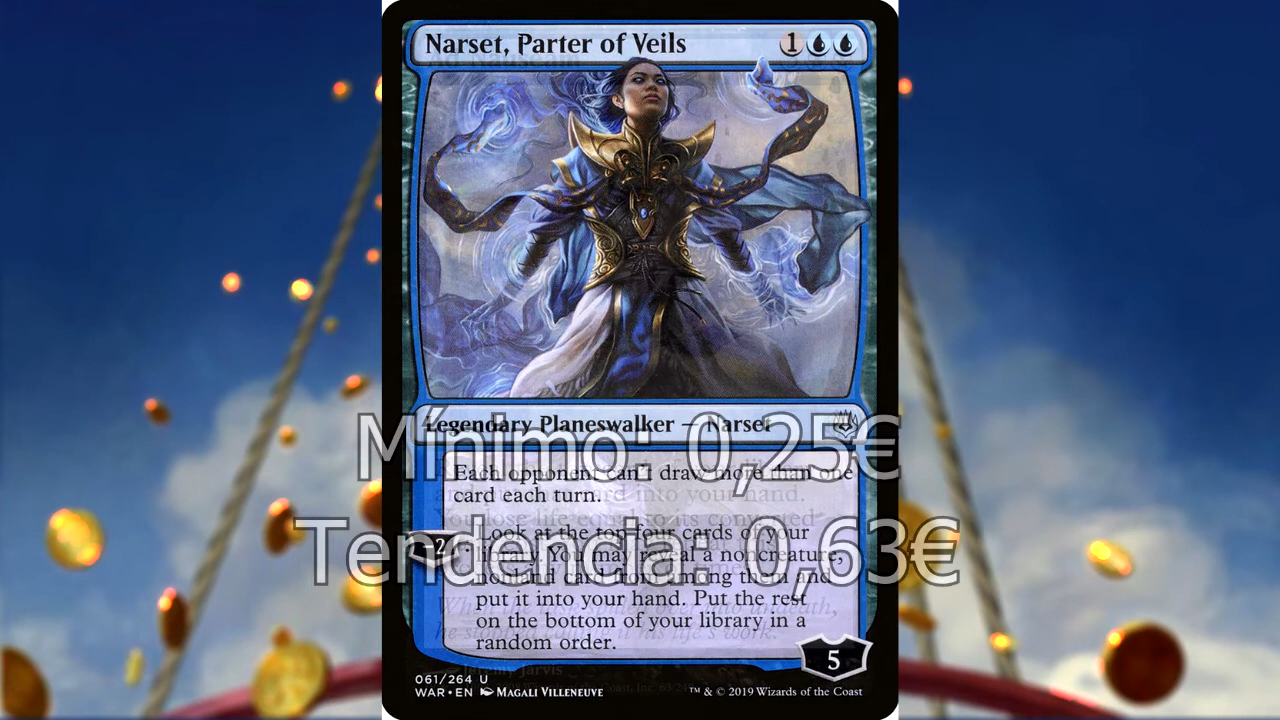 Narset, Parter of Veils
1
Legendary Planeswalker — Narset
Mínimo: 0,25€
Each opponent can't draw more than one
card each turn.
Tendencia: 0,63€
-2: Look at the top four cards of your
library. You may reveal a noncreature,
nonland card from among them and
put it into your hand. Put the rest
on the bottom of your library in a
random order.
5
061/264 U
WAR • EN Magali Villeneuve
™ & © 2019 Wizards of the Coast